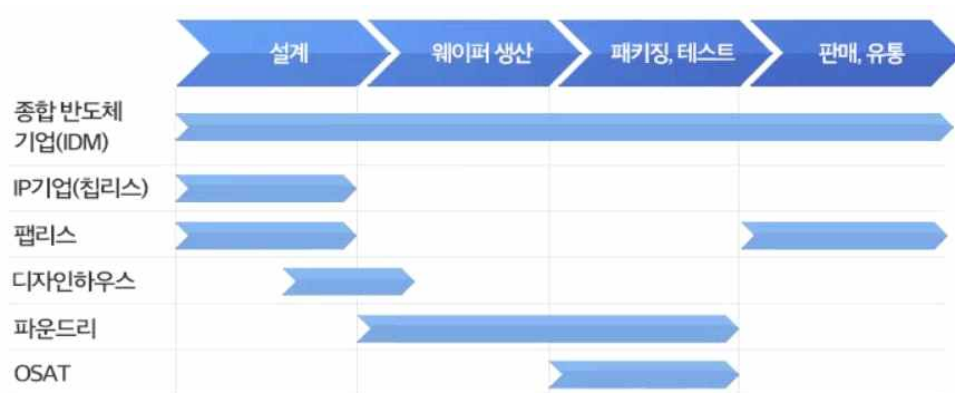 설계 웨이퍼 생산 패키징, 테스트 판매, 유통
종합 반도체
기업(IDM)
IP기업(칩리스)
팹리스
디자인하우스
파운드리
OSAT